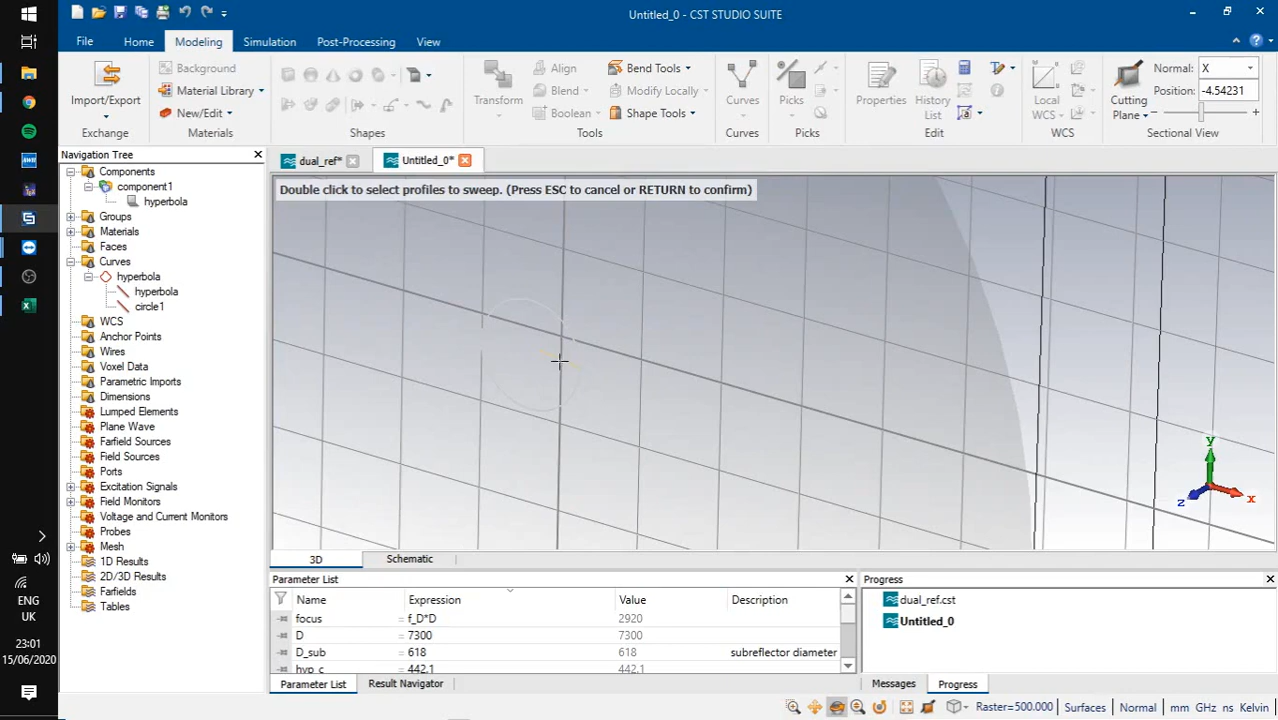 Untitled_0 - CST STUDIO SUITE
File Home Modeling Simulation Post-Processing View
Import/Export
Exchange
Background
Material Library
New/Edit
Materials
Shapes
Transform
Align
Blend
Boolean
Bend Tools
Modify Locally
Shape Tools
Tools
Curves
Curves
Picks
Picks
Properties
History List
Edit
Local WCS
WCS
Cutting Plane
Normal: X
Position: -4.54231
Sectional View
Navigation Tree
Components
component1
hyperbola
Groups
Materials
Faces
Curves
hyperbola
hyperbola
circle1
WCS
Anchor Points
Wires
Voxel Data
Parametric Imports
Dimensions
Lumped Elements
Plane Wave
Farfield Sources
Field Sources
Ports
Excitation Signals
Field Monitors
Voltage and Current Monitors
Probes
Mesh
1D Results
2D/3D Results
Farfields
Tables
dual_ref*
Untitled_0*
Double click to select profiles to sweep. (Press ESC to cancel or RETURN to confirm)
y
x
z
3D Schematic
Parameter List
Name Expression Value Description
focus = f_D*D 2920
D = 7300 7300
D_sub = 618 618 subreflector diameter
hyp_c = 442.1 442.1
Parameter List Result Navigator
Progress
dual_ref.cst
Untitled_0
Messages Progress
Raster=500.000 Surfaces Normal mm GHz ns Kelvin
ENG
UK
23:01
15/06/2020